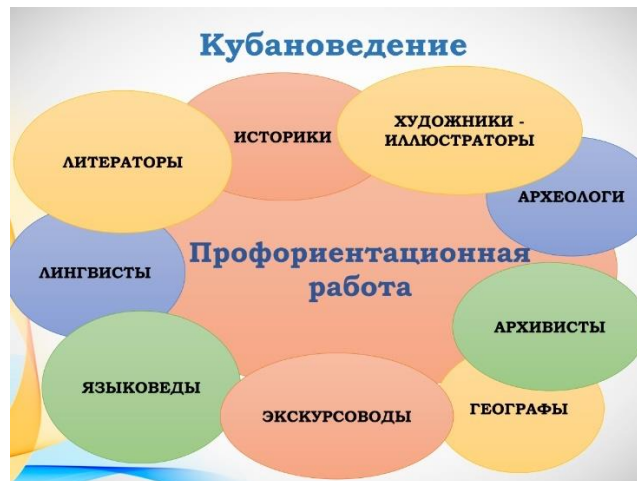 Кубановедение
ИСТОРИКИ
ХУДОЖНИКИ -
ИЛЛЮСТРАТОРЫ
ЛИТЕРАТОРЫ
АРХЕОЛОГИ
Профориентационная
работа
ЛИНГВИСТЫ
АРХИВИСТЫ
ЯЗЫКОВЕДЫ
ЭКСКУРСОВОДЫ
ГЕОГРАФЫ